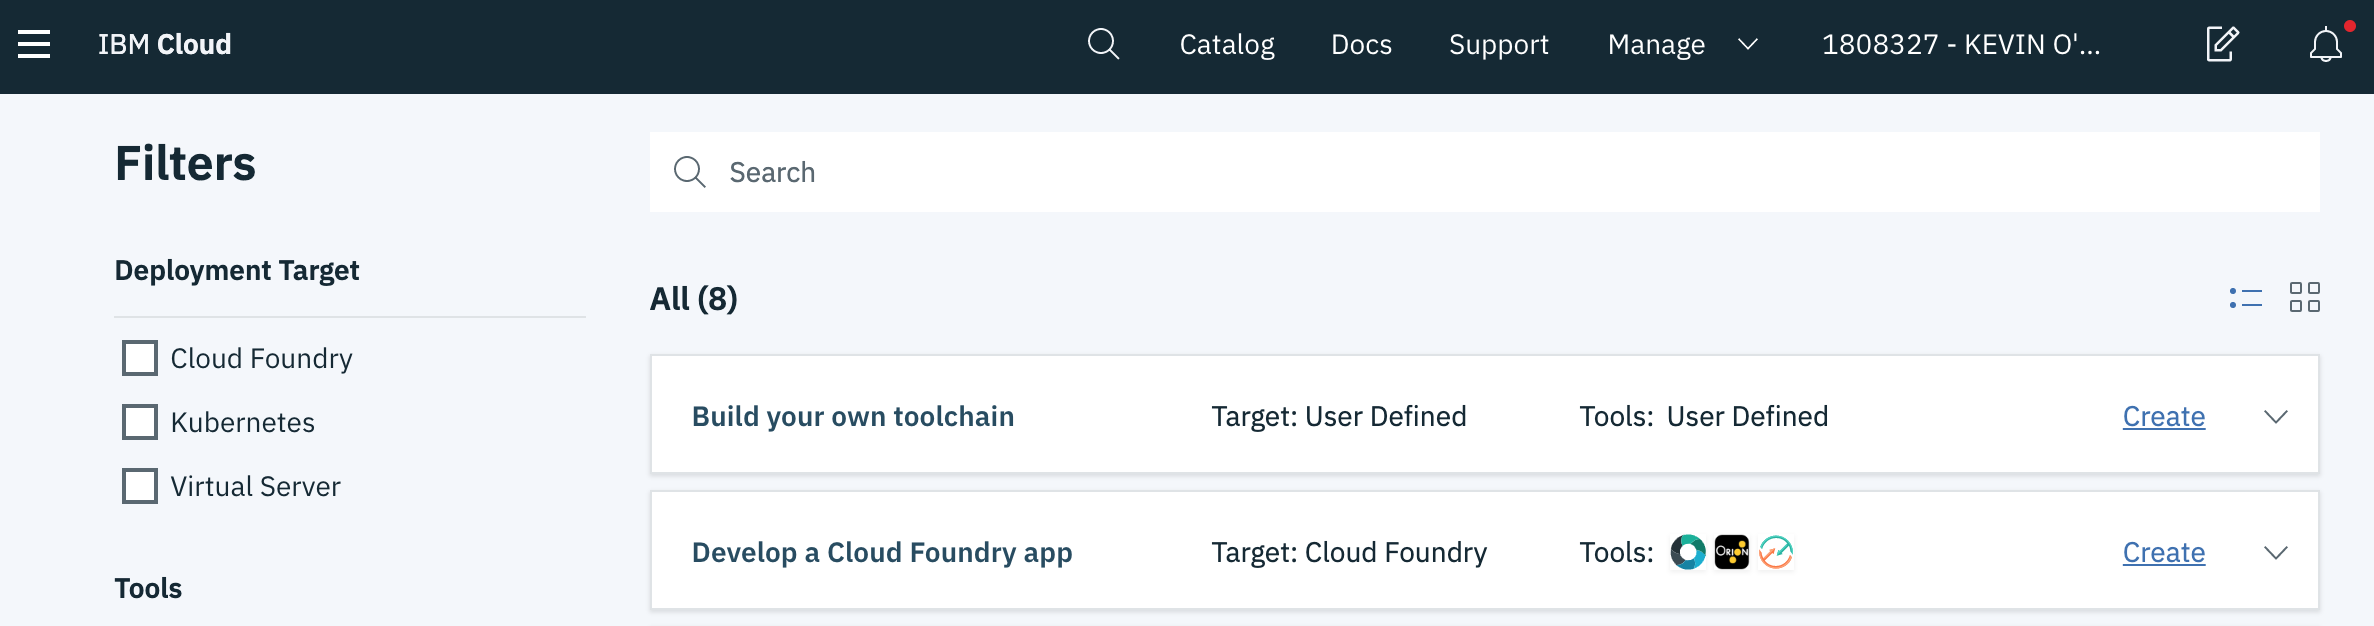 IBM Cloud
Catalog
Docs
Support
Manage
1808327 - KEVIN O'...
Filters
Deployment Target
Cloud Foundry
Kubernetes
Virtual Server
Tools
Search
All (8)
Build your own toolchain Target: User Defined Tools: User Defined Create
Develop a Cloud Foundry app Target: Cloud Foundry Tools: ORION Create